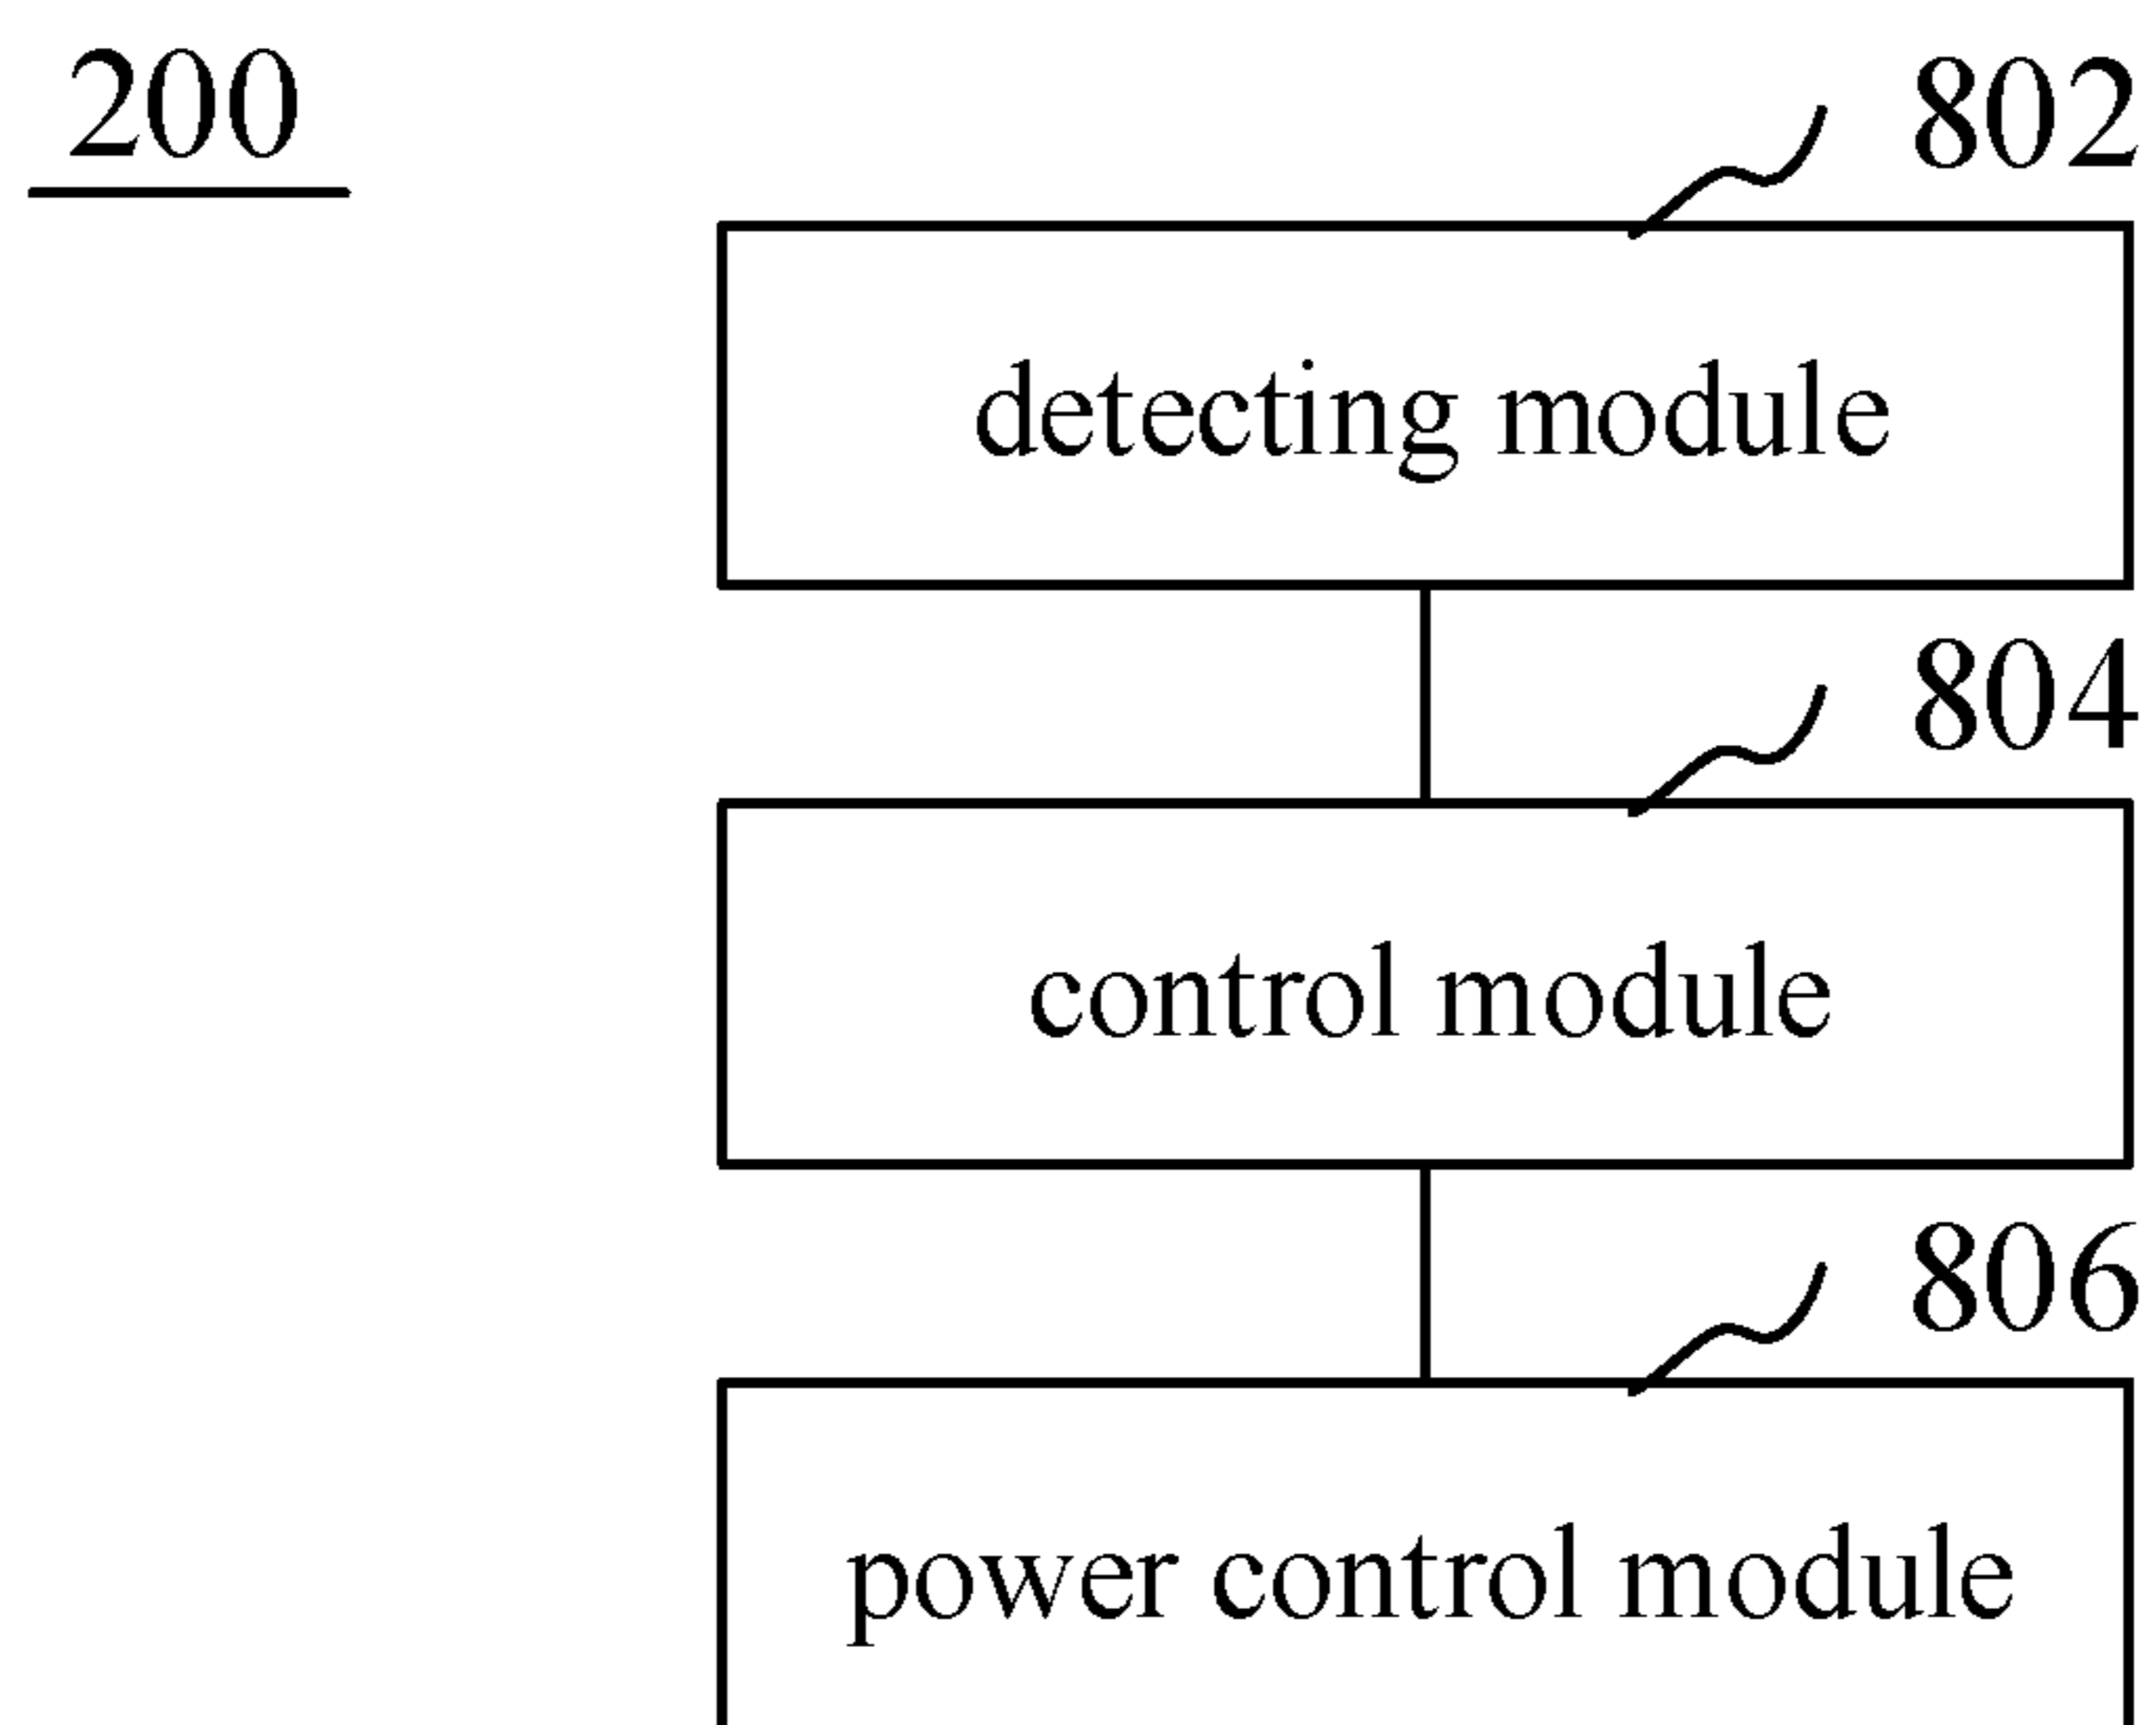 200
802
detecting module
804
control module
806
power control module